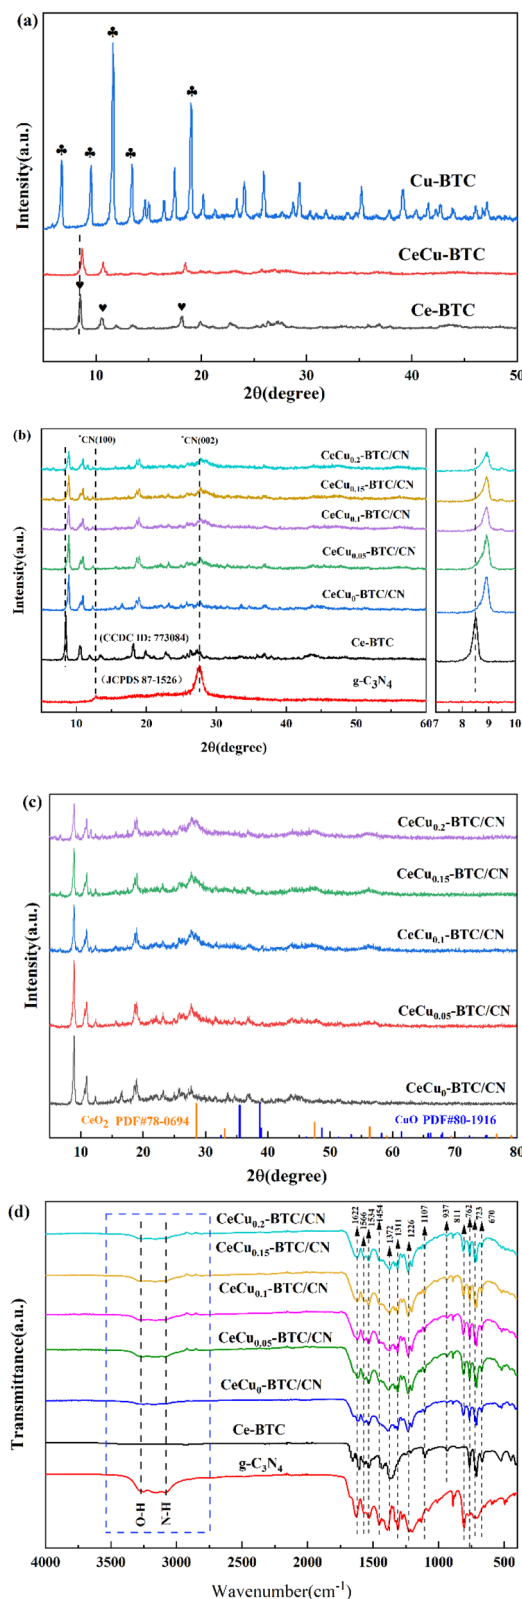 (a)
Intensity(a.u.)
Cu-BTC
CeCu-BTC
Ce-BTC
10 20 30 40 50
2θ(degree)
(b)
*CN(100)
*CN(002)
CeCu0.2-BTC/CN
CeCu0.15-BTC/CN
CeCu0.1-BTC/CN
CeCu0.05-BTC/CN
CeCu0-BTC/CN
(CCDC ID: 773084)
Ce-BTC
(JCPDS 87-1526)
g-C3N4
Intensity(a.u.)
10 20 30 40 50 60
7 8 9 10
2θ(degree)
(c)
CeCu0.2-BTC/CN
CeCu0.15-BTC/CN
CeCu0.1-BTC/CN
CeCu0.05-BTC/CN
CeCu0-BTC/CN
CeO2 PDF#78-0694
CuO PDF#80-1916
Intensity(a.u.)
10 20 30 40 50 60 70 80
2θ(degree)
(d)
1622 1566 1534 1454 1372 1311 1226 1107 937 811 762 723 670
CeCu0.2-BTC/CN
CeCu0.15-BTC/CN
CeCu0.1-BTC/CN
CeCu0.05-BTC/CN
CeCu0-BTC/CN
Ce-BTC
g-C3N4
O-H
N-H
Transmittance(a.u.)
4000 3500 3000 2500 2000 1500 1000 500
Wavenumber(cm-1)